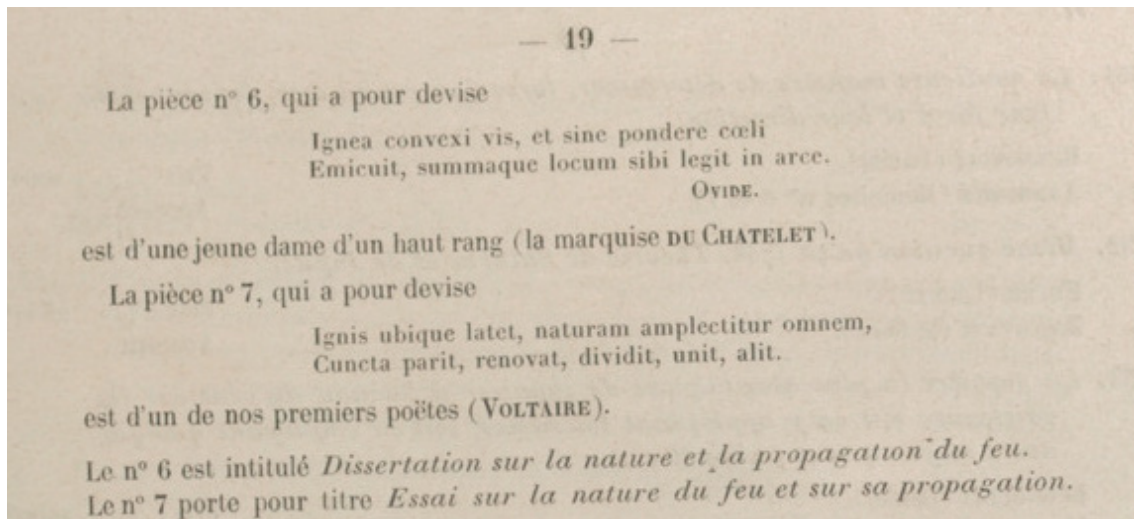 — 19 —
La pièce n° 6, qui a pour devise
Ignea convexi vis, et sine pondere cœli
Emicuit, summaque locum sibi legit in arce.
OVIDE.
est d'une jeune dame d'un haut rang (la marquise DU CHATELET).
La pièce n° 7, qui a pour devise
Ignis ubique latet, naturam amplectitur omnem,
Cuncta parit, renovat, dividit, unit, alit.
est d'un de nos premiers poëtes (VOLTAIRE).
Le n° 6 est intitulé Dissertation sur la nature et la propagation du feu.
Le n° 7 porte pour titre Essai sur la nature du feu et sur sa propagation.